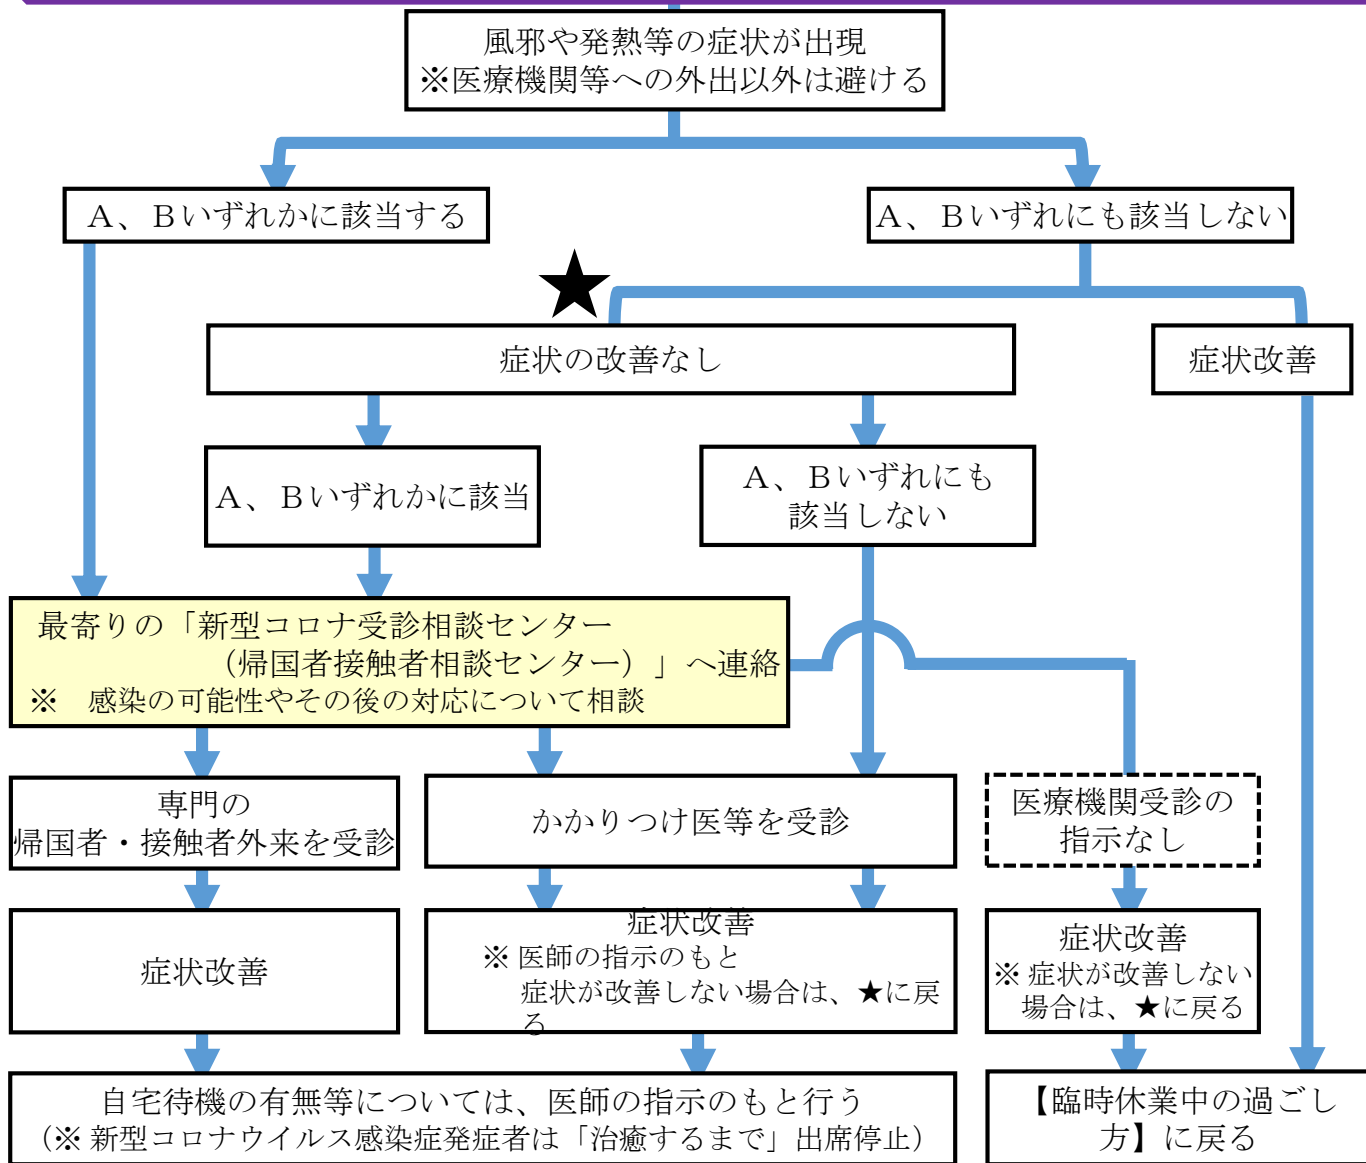 風邪や発熱等の症状が出現
※医療機関等への外出以外は避ける
Ａ、Ｂいずれかに該当する
Ａ、Ｂいずれにも該当しない
★
症状の改善なし
症状改善
Ａ、Ｂいずれかに該当
Ａ、Ｂいずれにも
該当しない
最寄りの「新型コロナ受診相談センター
（帰国者接触者相談センター）」へ連絡
※　感染の可能性やその後の対応について相談
専門の
帰国者・接触者外来を受診
かかりつけ医等を受診
医療機関受診の
指示なし
症状改善
症状改善
※ 医師の指示のもと
症状が改善しない場合は、★に戻
る
症状改善
※ 症状が改善しない
場合は、★に戻る
自宅待機の有無等については、医師の指示のもと行う
（※ 新型コロナウイルス感染症発症者は「治癒するまで」出席停止）
【臨時休業中の過ごし
方】に戻る